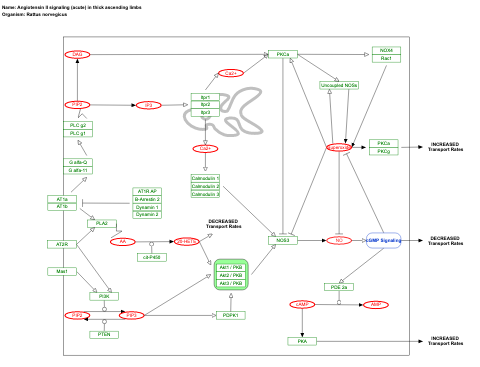 Name: Angiotensin II signaling (acute) in thick ascending limbs
Organism: Rattus norvegicus
DAG
PKCa
NOX4
Rac1
Ca2+
Uncoupled NOSs
PIP2
IP3
Itpr1
Itpr2
Itpr3
PLC g2
PLC g1
Ca2+
PKCa
PKCg
INCREASED
Transport Rates
G alfa-Q
G alfa-11
Calmodulin 1
Calmodulin 2
Calmodulin 3
AT1R AP
B-Arrestin 2
Dynamin 1
Dynamin 2
AT1a
AT1b
PLA2
DECREASED
Transport Rates
AT2R
AA
20-HETE
NOS3
NO
cGMP Signaling
DECREASED
Transport Rates
c4-P450
Mas1
Akt1 / PKB
Akt2 / PKB
Akt3 / PKB
PDE 2a
PI3K
cAMP
AMP
PIP2
PIP3
PDPK1
PTEN
PKA
INCREASED
Transport Rates